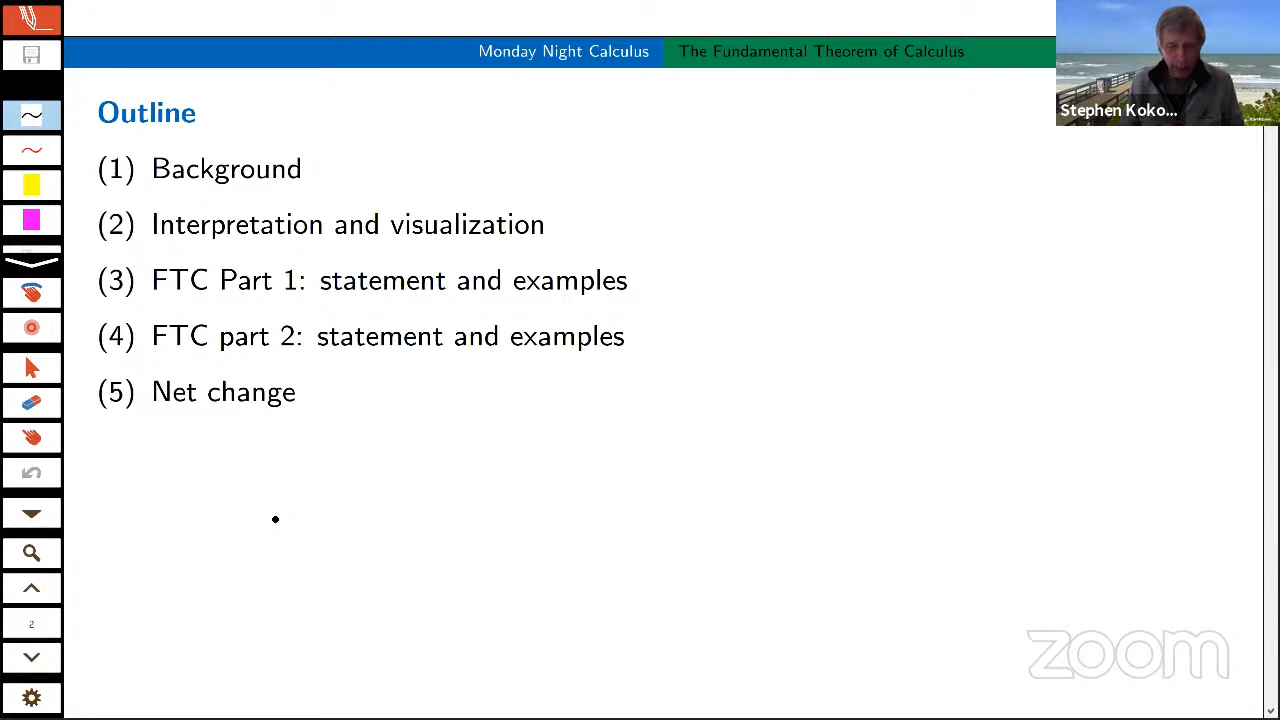 Monday Night Calculus
The Fundamental Theorem of Calculus
Stephen Koko...
Outline
(1) Background
(2) Interpretation and visualization
(3) FTC Part 1: statement and examples
(4) FTC part 2: statement and examples
(5) Net change
2
zoom